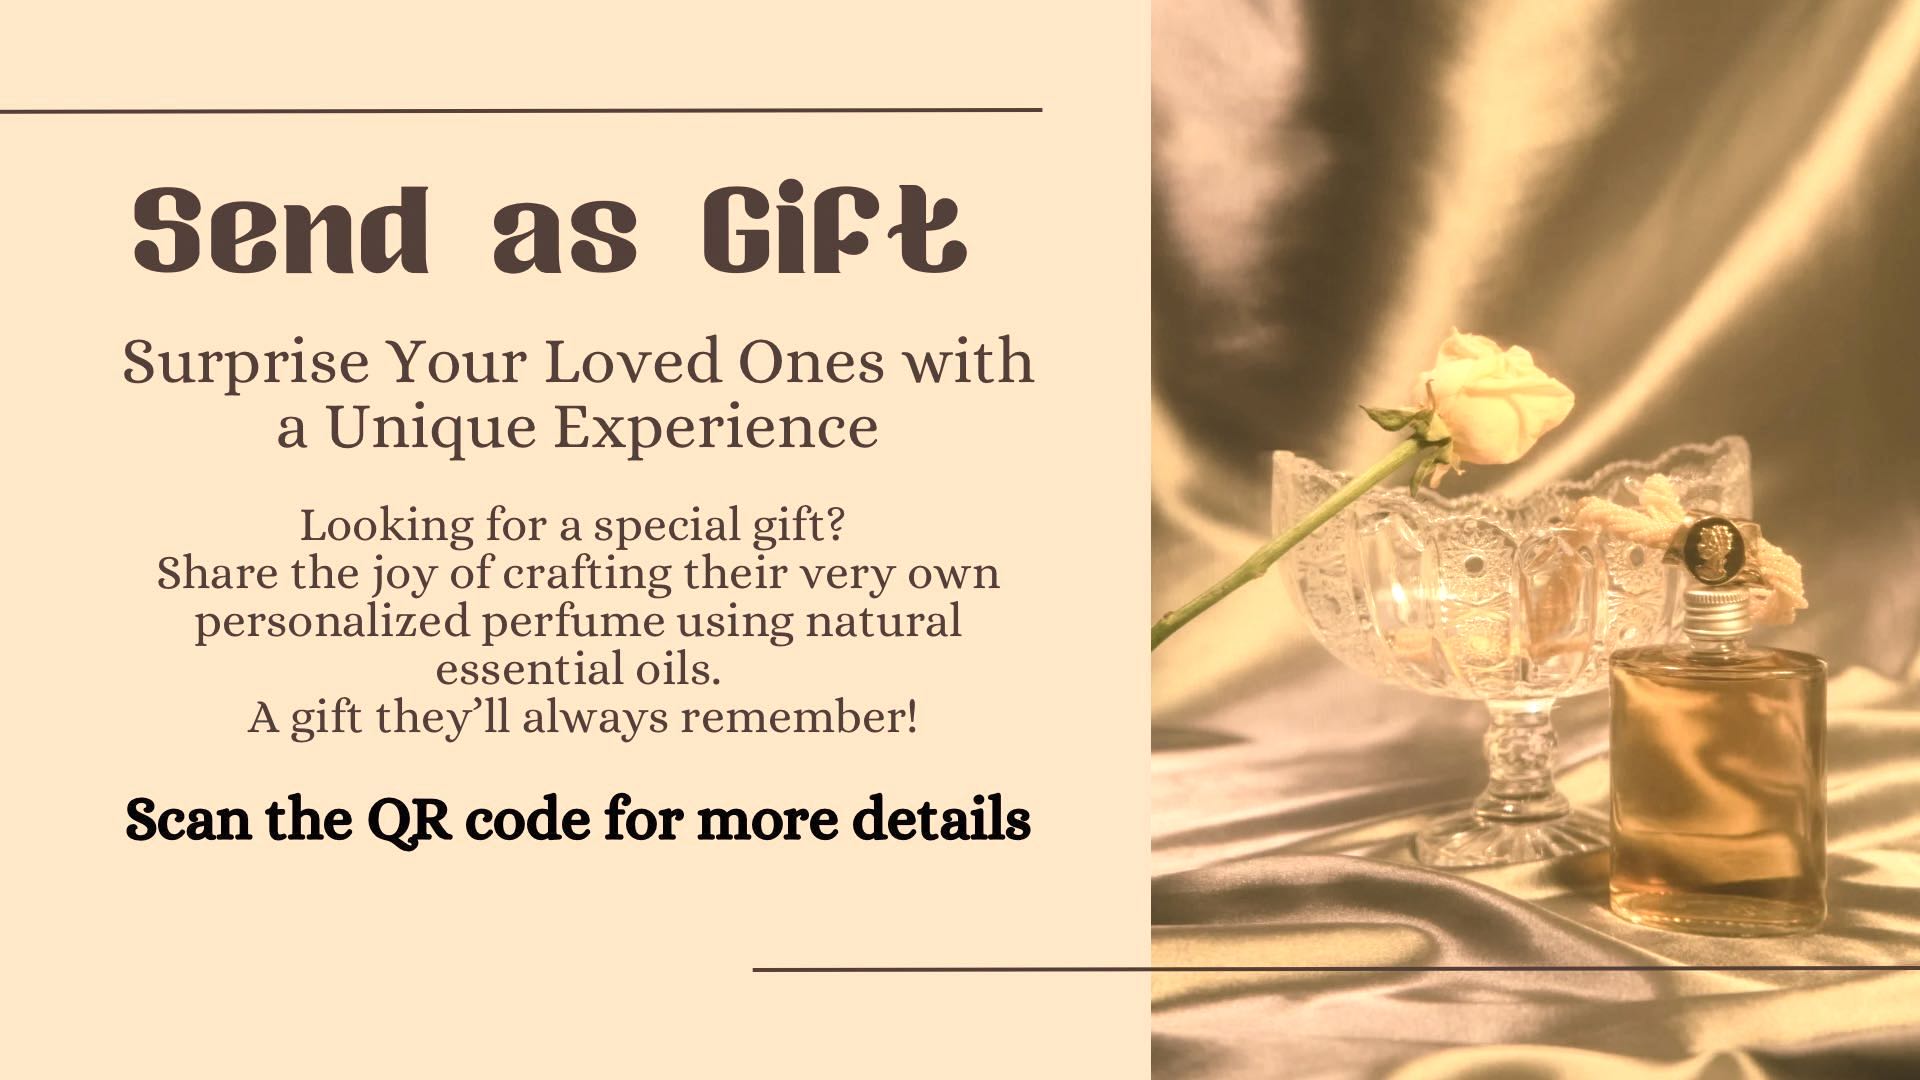 Send as Gift
Surprise Your Loved Ones with
a Unique Experience
Looking for a special gift?
Share the joy of crafting their very own
personalized perfume using natural
essential oils.
A gift they’ll always remember!
Scan the QR code for more details